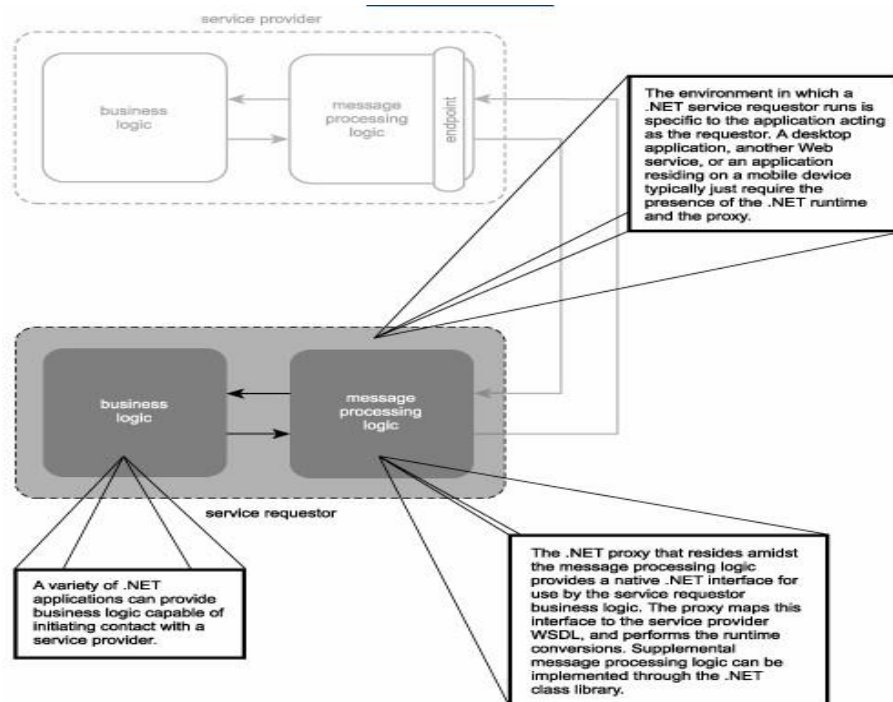 service provider
business
logic
message
processing
logic
endpoint
The environment in which a
.NET service requestor runs is
specific to the application acting
as the requestor. A desktop
application, another Web
service, or an application
residing on a mobile device
typically just require the
presence of the .NET runtime
and the proxy.
business
logic
message
processing
logic
service requestor
A variety of .NET
applications can provide
business logic capable of
initiating contact with a
service provider.
The .NET proxy that resides amidst
the message processing logic
provides a native .NET interface for
use by the service requestor
business logic. The proxy maps this
interface to the service provider
WSDL, and performs the runtime
conversions. Supplemental
message processing logic can be
implemented through the .NET
class library.